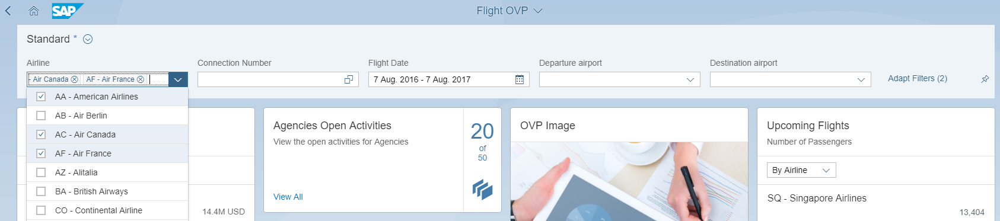 SAP
Flight OVP
Standard *
Airline
Connection Number
Flight Date
Departure airport
Destination airport
- Air Canada
AF - Air France
7 Aug. 2016 - 7 Aug. 2017
Adapt Filters (2)
AA - American Airlines
AB - Air Berlin
AC - Air Canada
AF - Air France
AZ - Alitalia
BA - British Airways
CO - Continental Airline
14.4M USD
Agencies Open Activities
View the open activities for Agencies
20
of
50
View All
OVP Image
Upcoming Flights
Number of Passengers
By Airline
SQ - Singapore Airlines
13,404